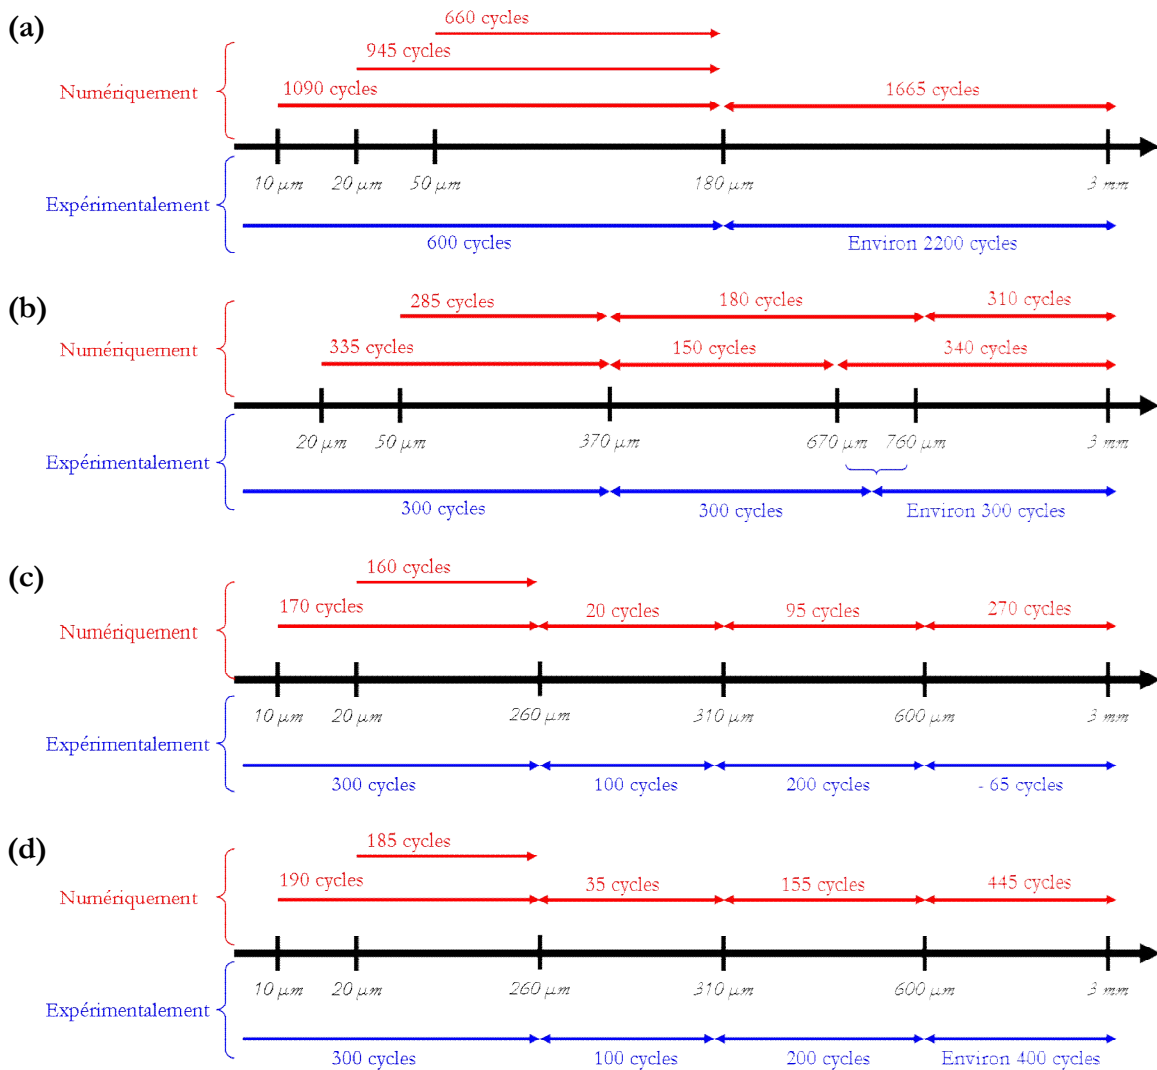 (a)
660 cycles
945 cycles
Numériquement
1090 cycles
1665 cycles
10 µm
20 µm
50 µm
180 µm
3 mm
Expérimentalement
600 cycles
Environ 2200 cycles
(b)
285 cycles
180 cycles
310 cycles
Numériquement
335 cycles
150 cycles
340 cycles
20 µm
50 µm
370 µm
670 µm
760 µm
3 mm
Expérimentalement
300 cycles
300 cycles
Environ 300 cycles
(c)
160 cycles
170 cycles
20 cycles
95 cycles
270 cycles
Numériquement
10 µm
20 µm
260 µm
310 µm
600 µm
3 mm
Expérimentalement
300 cycles
100 cycles
200 cycles
- 65 cycles
(d)
185 cycles
190 cycles
35 cycles
155 cycles
445 cycles
Numériquement
10 µm
20 µm
260 µm
310 µm
600 µm
3 mm
Expérimentalement
300 cycles
100 cycles
200 cycles
Environ 400 cycles